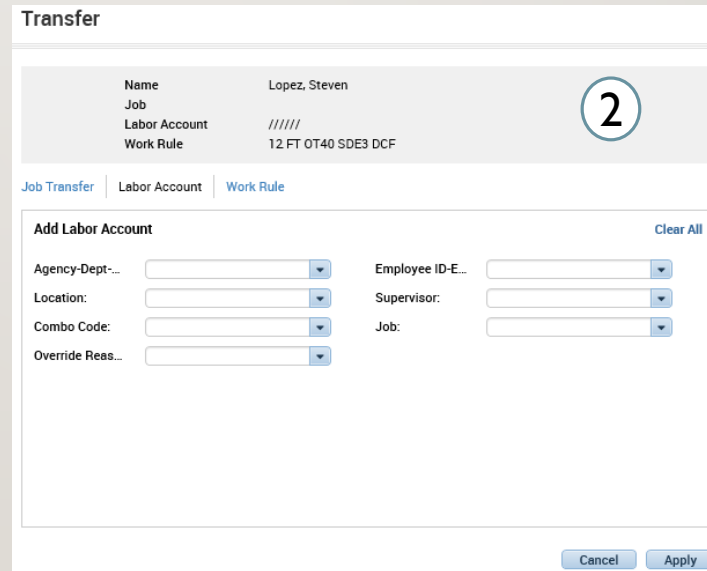 Transfer
Name Lopez, Steven
Job
Labor Account //////
Work Rule 12 FT OT40 SDE3 DCF
2
Job Transfer Labor Account Work Rule
Add Labor Account Clear All
Agency-Dept-... Employee ID-E...
Location: Supervisor:
Combo Code: Job:
Override Reas...
Cancel Apply